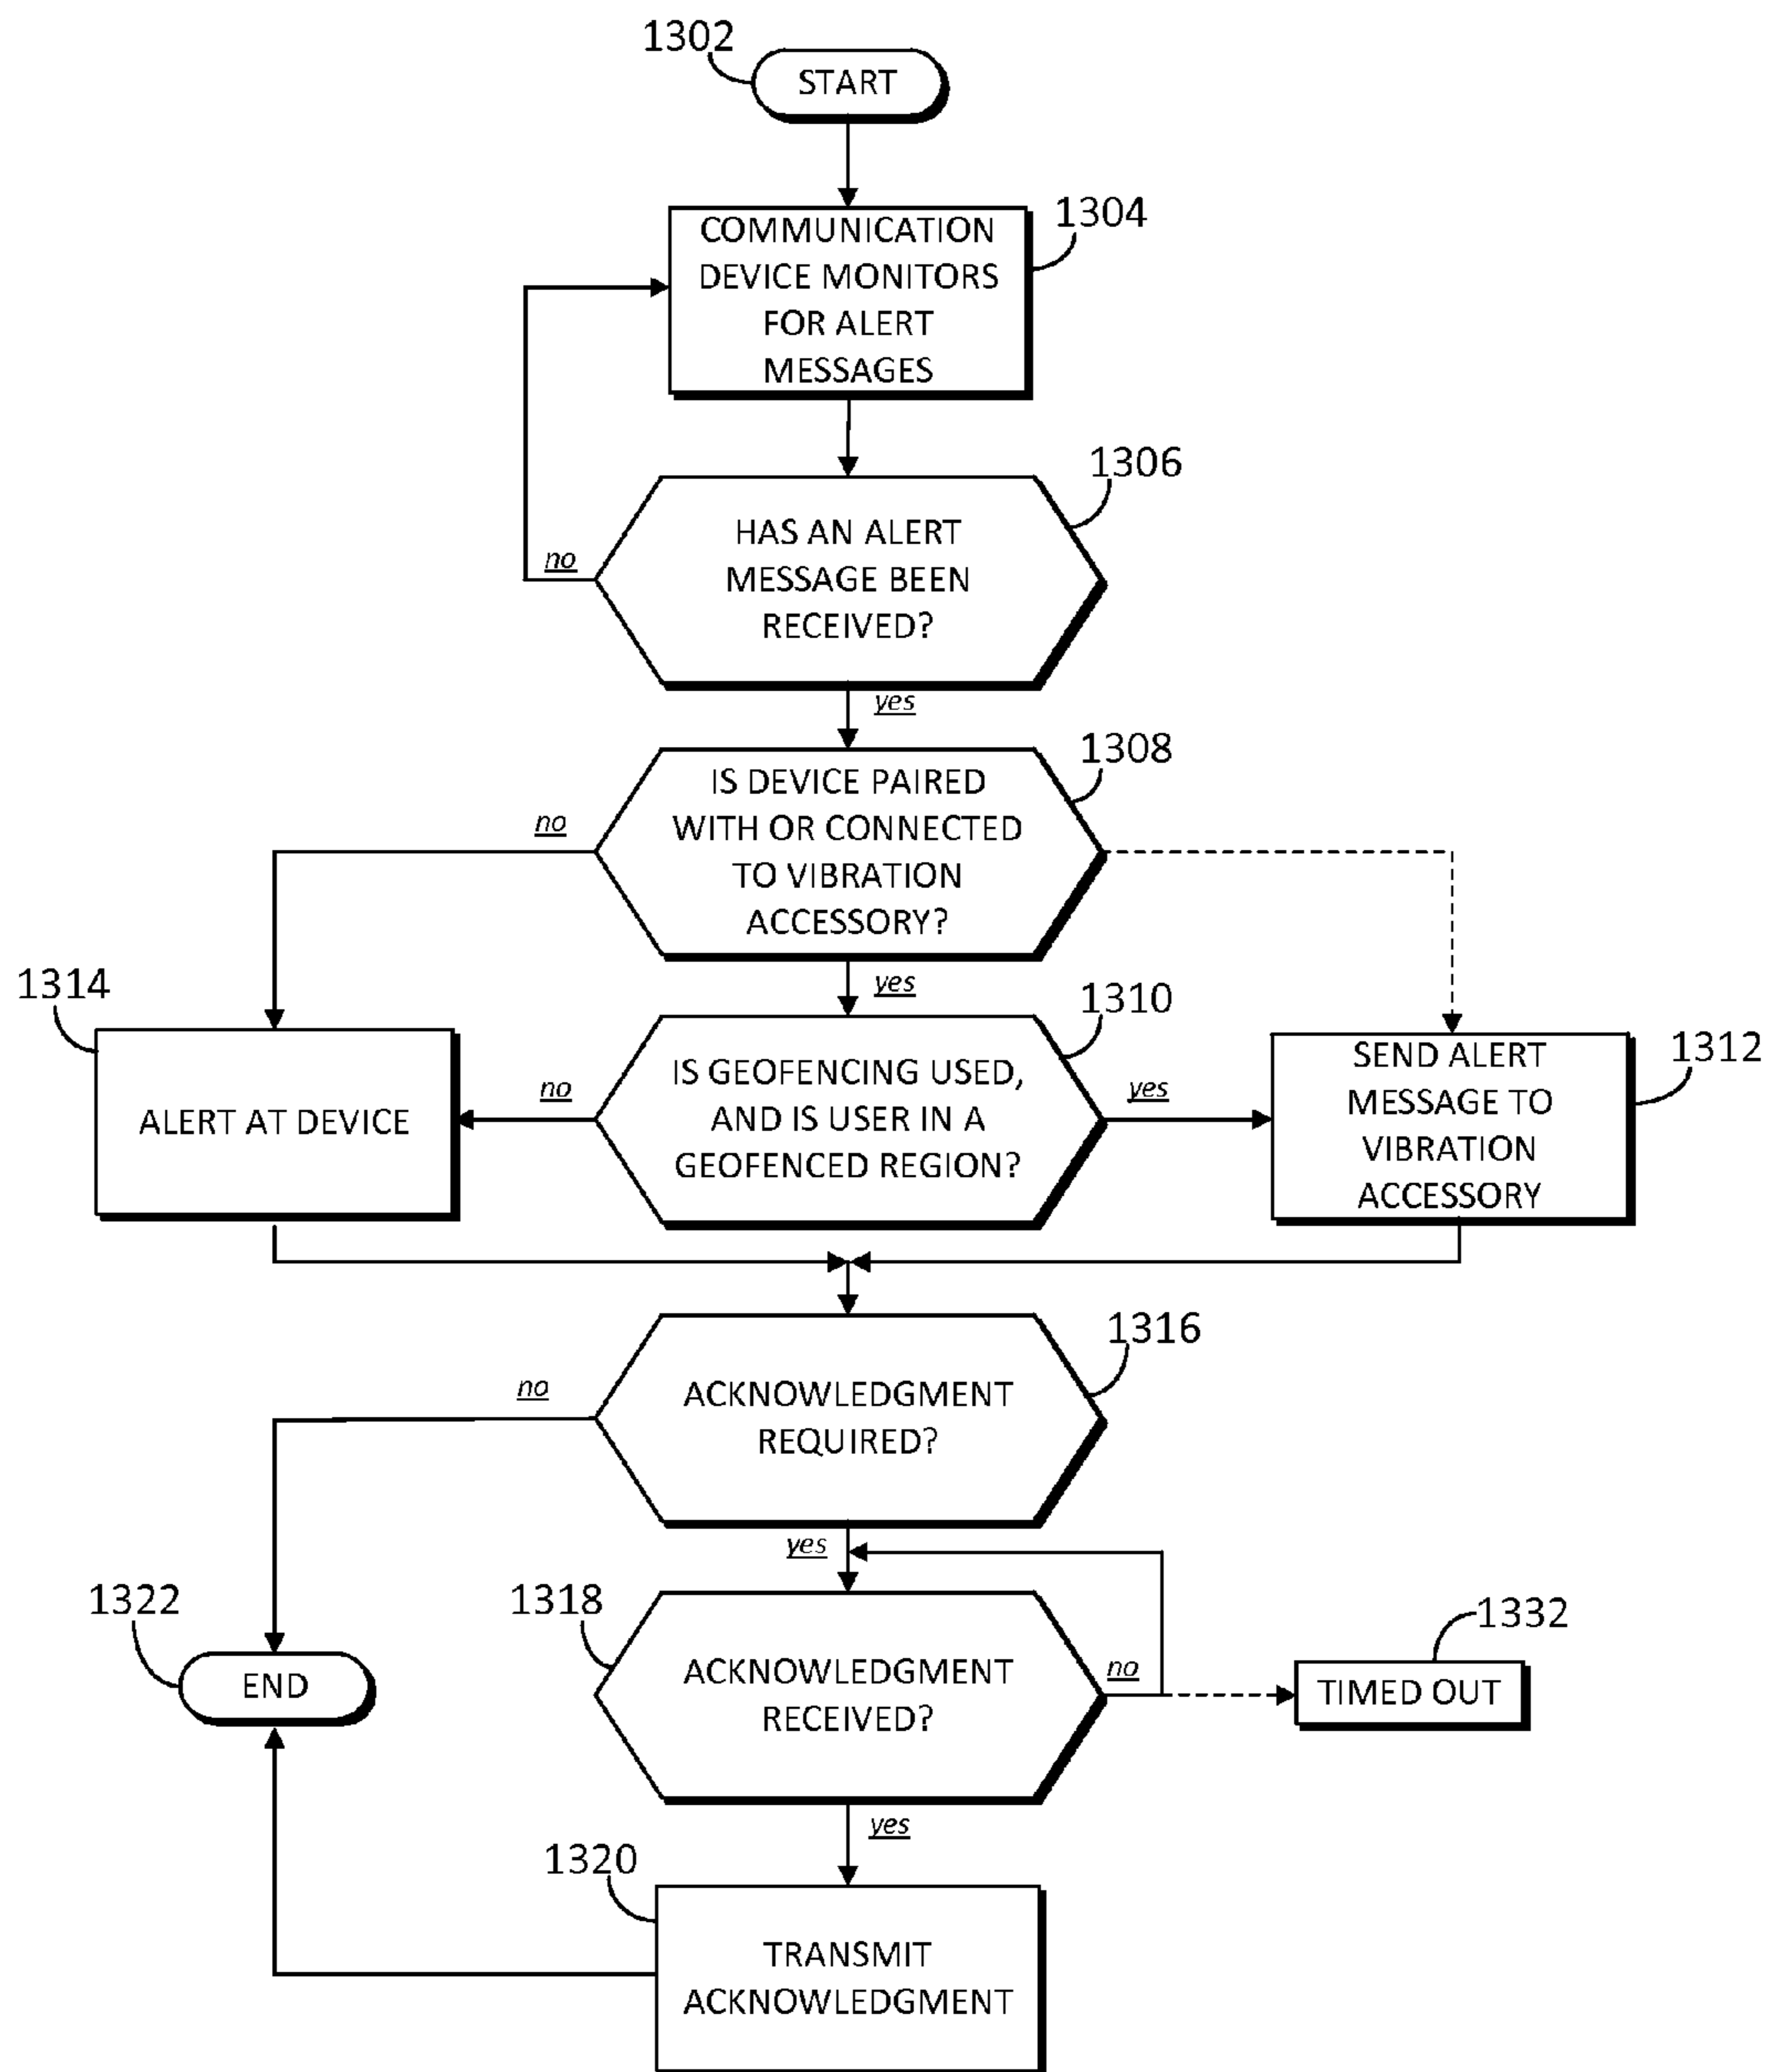 1302
START
1304
COMMUNICATION
DEVICE MONITORS
FOR ALERT
MESSAGES
1306
HAS AN ALERT
MESSAGE BEEN
RECEIVED?
no
yes
1308
IS DEVICE PAIRED
WITH OR CONNECTED
TO VIBRATION
ACCESSORY?
no
yes
1314
ALERT AT DEVICE
1310
IS GEOFENCING USED,
AND IS USER IN A
GEOFENCED REGION?
no
yes
1312
SEND ALERT
MESSAGE TO
VIBRATION
ACCESSORY
1316
ACKNOWLEDGMENT
REQUIRED?
no
yes
1322
END
1318
ACKNOWLEDGMENT
RECEIVED?
no
1332
TIMED OUT
yes
1320
TRANSMIT
ACKNOWLEDGMENT